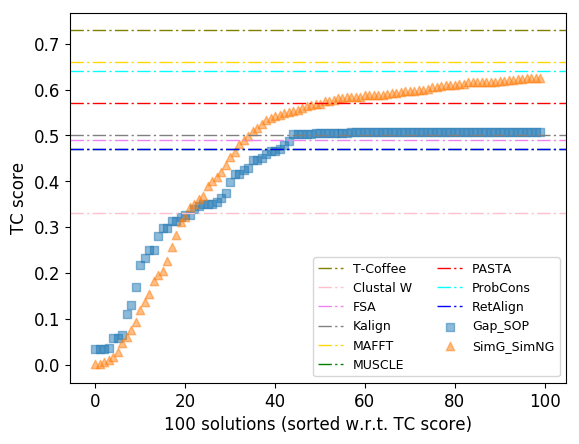 0.7
0.6
0.5
0.4
0.3
0.2
0.1
0.0
TC score
0 20 40 60 80 100
100 solutions (sorted w.r.t. TC score)
T-Coffee
Clustal W
FSA
Kalign
MAFFT
MUSCLE
PASTA
ProbCons
RetAlign
Gap_SOP
SimG_SimNG